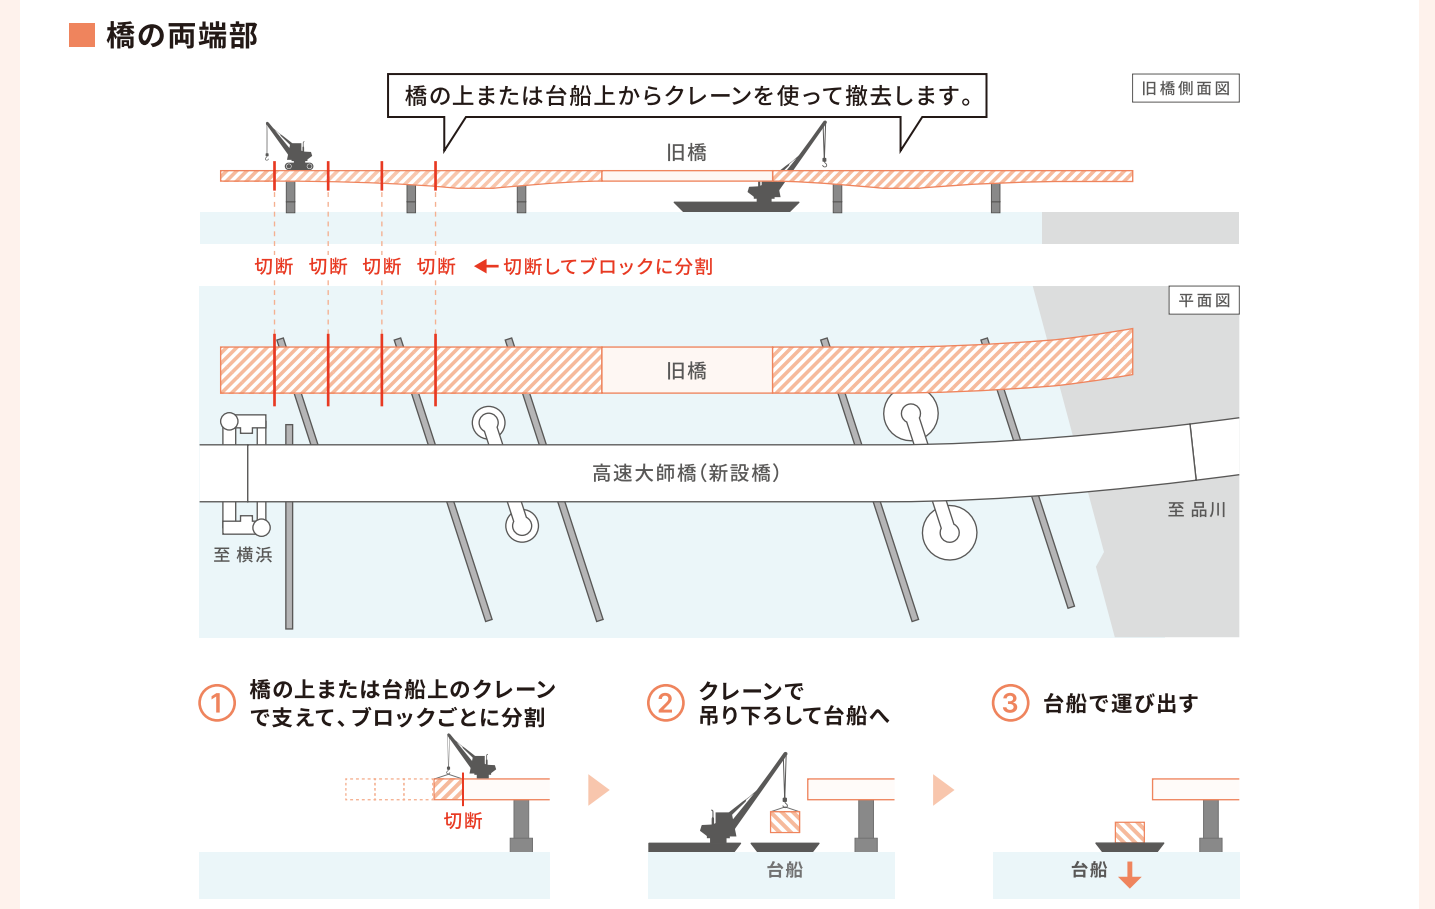 橋の両端部
橋の上または台船上からクレーンを使って撤去します。
旧橋側面図
旧橋
切断 切断 切断 切断 切断してブロックに分割
平面図
旧橋
高速大師橋(新設橋)
至 品川
至 横浜
1 橋の上または台船上のクレーン
で支えて、ブロックごとに分割
切断
2 クレーンで
吊り下ろして台船へ
台船
3 台船で運び出す
台船